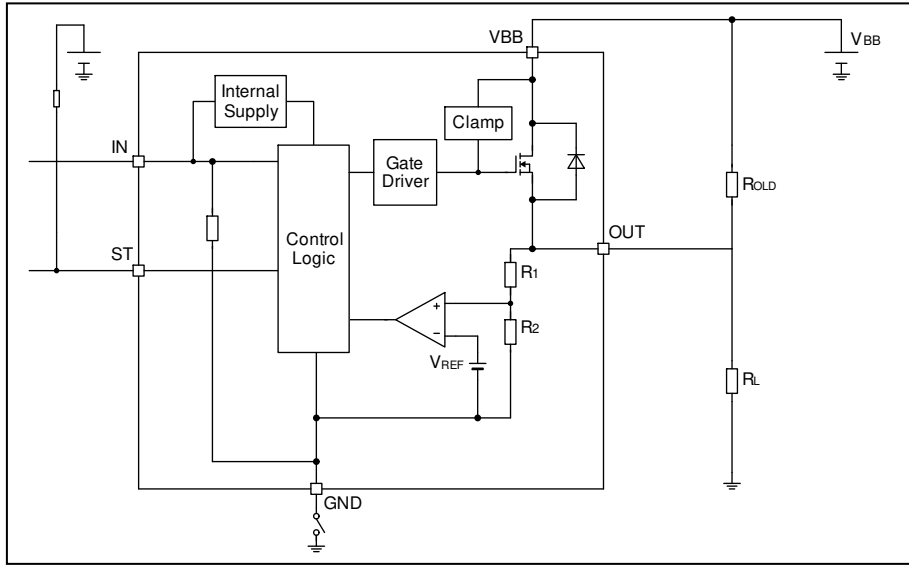 VBB
VBB
Internal
Supply
Clamp
IN
Gate
Driver
ROLD
OUT
ST
Control
Logic
R1
+
R2
−
VREF
RL
GND